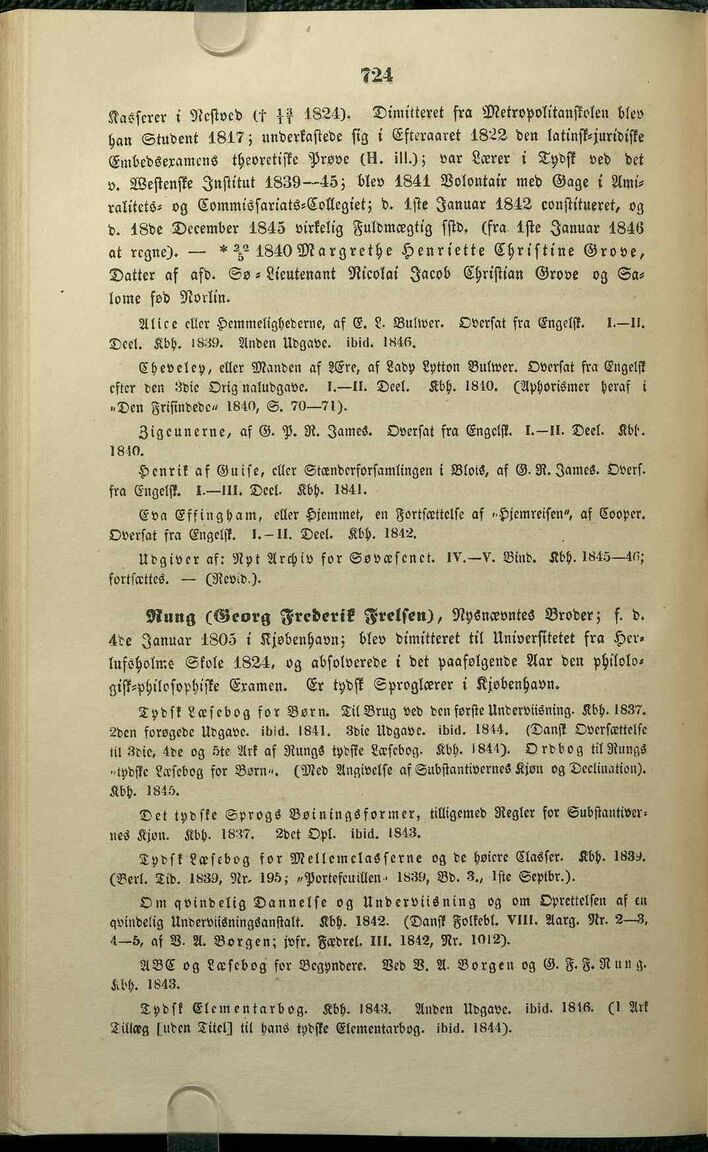 724
Kasserer i Nestved († 13/11 1824). Dimitteret fra Metropolitanskolen blev
han Student 1817; underkastede sig i Efteraaret 1822 den latinsk-juridiske
Embedsexamens theoretiske Prøve (H. ill.); var Lærer i Tydsk ved det
v. Westenske Institut 1839—45; blev 1841 Volontair med Gage i Ami-
ralitets- og Commissariats-Collegiet; d. 1ste Januar 1842 constitueret, og
d. 18de December 1845 virkelig Fuldmægtig sstd. (fra 1ste Januar 1846
at regne). — * 22/5 1840 Margrethe Henriette Christine Grove,
Datter af afd. Sø-Lieutenant Nicolai Jacob Christian Grove og Sa-
lome fød Norlin.
Alice eller Hemmelighederne, af E. L. Bulwer. Oversat fra Engelsk. I.—II.
Deel. Kbh. 1839. Anden Udgave. ibid. 1846.
Cheveley, eller Manden af Ære, af Lady Lytton Bulwer. Oversat fra Engelsk
efter den 3die Originaludgave. I.—II. Deel. Kbh. 1840. (Aphorismer heraf i
„Den Frisindede“ 1840, S. 70—71).
Zigeunerne, af G. P. R. James. Oversat fra Engelsk. I.—II. Deel. Kbh.
1840.
Henrik af Guise, eller Stænderforsamlingen i Blois, af G. R. James. Overs.
fra Engelsk. I.—III. Deel. Kbh. 1841.
Eva Effingham, eller Hjemmet, en Fortsættelse af „Hjemreisen“, af Cooper.
Oversat fra Engelsk. I.—II. Deel. Kbh. 1842.
Udgiver af: Nyt Archiv for Søvæsenet. IV.—V. Bind. Kbh. 1845—46;
fortsættes. — (Revid.).
Rung (Georg Frederik Frelsen), Nysnævntes Broder; f. d.
4de Januar 1805 i Kjøbenhavn; blev dimitteret til Universitetet fra Her-
lufsholms Skole 1824, og absolverede i det paafølgende Aar den philolo-
gisk-philosophiske Examen. Er tydsk Sproglærer i Kjøbenhavn.
Tydsk Læsebog for Børn. Til Brug ved den første Underviisning. Kbh. 1837.
2den forøgede Udgave. ibid. 1841. 3die Udgave. ibid. 1844. (Dansk Oversættelse
til 3die, 4de og 5te Ark af Rungs tydske Læsebog. Kbh. 1844). Ordbog til Rungs
„tydske Læsebog for Børn“. (Med Angivelse af Substantivernes Kjøn og Declination).
Kbh. 1845.
Det tydske Sprogs Bøiningsformer, tilligemed Regler for Substantiver-
nes Kjøn. Kbh. 1837. 2det Opl. ibid. 1843.
Tydsk Læsebog for Mellemclasserne og de høiere Classer. Kbh. 1839.
(Berl. Tid. 1839, Nr. 195; „Portefeuillen“ 1839, Bd. 3., 1ste Septbr.).
Om qvindelig Dannelse og Underviisning og om Oprettelsen af en
qvindelig Underviisningsanstalt. Kbh. 1842. (Dansk Folkebl. VIII. Aarg. Nr. 2—3,
4—5, af V. A. Borgen; jvfr. Fædrel. III. 1842, Nr. 1012).
ABC og Læsebog for Begyndere. Ved V. A. Borgen og G. F. F. Rung.
Kbh. 1843.
Tydsk Elementarbog. Kbh. 1843. Anden Udgave. ibid. 1846. (1 Ark
Tillæg [uden Titel] til hans tydske Elementarbog. ibid. 1844).